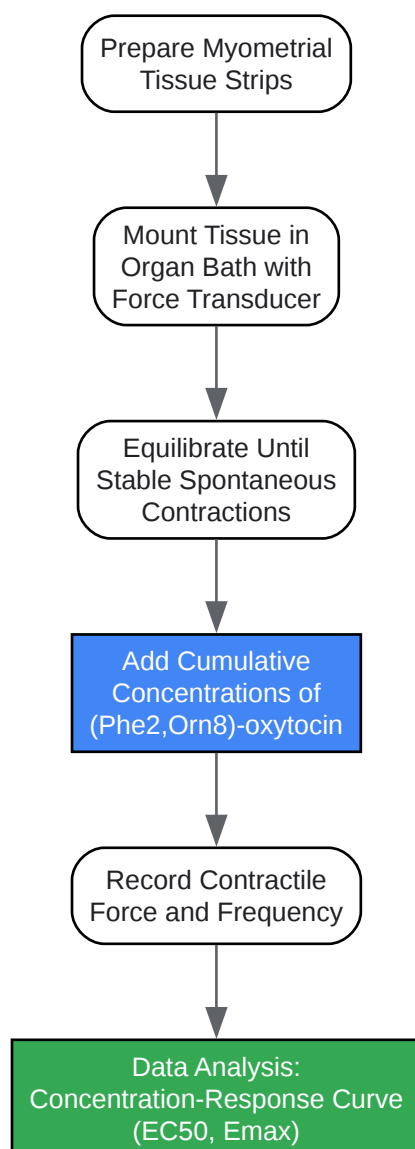 Prepare Myometrial
Tissue Strips
Mount Tissue in
Organ Bath with
Force Transducer
Equilibrate Until
Stable Spontaneous
Contractions
Add Cumulative
Concentrations of
(Phe2,Orn8)-oxytocin
Record Contractile
Force and Frequency
Data Analysis:
Concentration-Response Curve
(EC50, Emax)